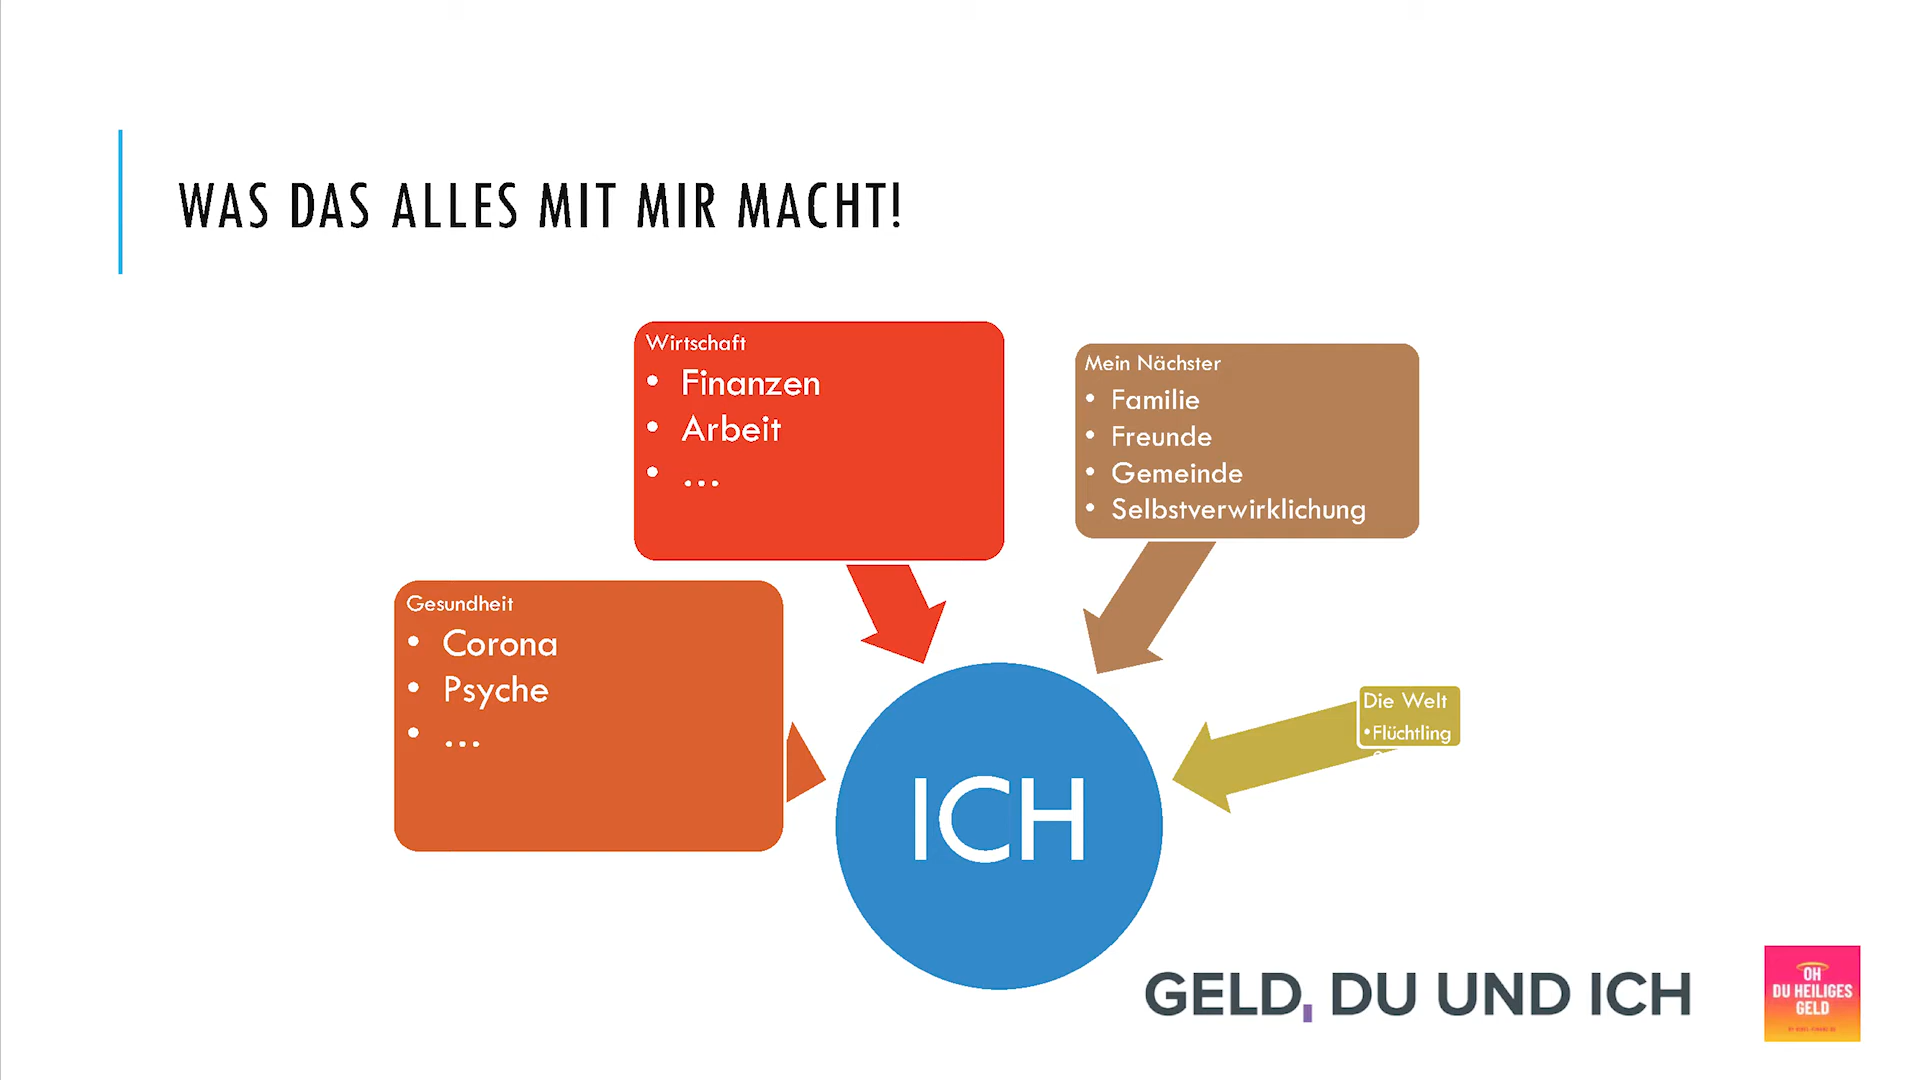 WAS DAS ALLES MIT MIR MACHT!
Wirtschaft
• Finanzen
• Arbeit
• ...
Mein Nächster
• Familie
• Freunde
• Gemeinde
• Selbstverwirklichung
Gesundheit
• Corona
• Psyche
• ...
Die Welt
•Flüchtling
ICH
GELD, DU UND ICH
OH
DU HEILIGES
GELD